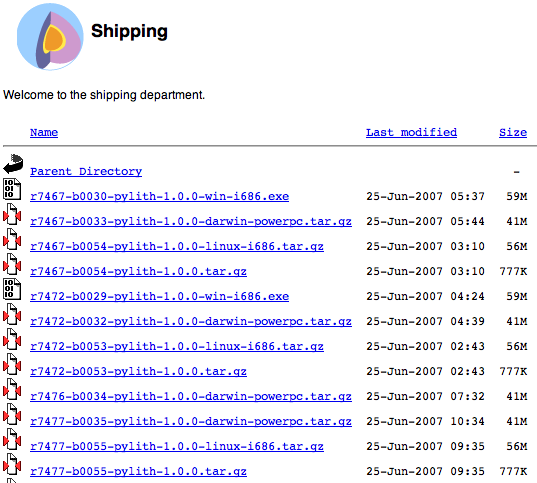 Shipping
Welcome to the shipping department.
Name Last modified Size
Parent Directory -
r7467-b0030-pylith-1.0.0-win-i686.exe 25-Jun-2007 05:37 59M
r7467-b0033-pylith-1.0.0-darwin-powerpc.tar.gz 25-Jun-2007 05:44 41M
r7467-b0054-pylith-1.0.0-linux-i686.tar.gz 25-Jun-2007 03:10 56M
r7467-b0054-pylith-1.0.0.tar.gz 25-Jun-2007 03:10 777K
r7472-b0029-pylith-1.0.0-win-i686.exe 25-Jun-2007 04:24 59M
r7472-b0032-pylith-1.0.0-darwin-powerpc.tar.gz 25-Jun-2007 04:39 41M
r7472-b0053-pylith-1.0.0-linux-i686.tar.gz 25-Jun-2007 02:43 56M
r7472-b0053-pylith-1.0.0.tar.gz 25-Jun-2007 02:43 777K
r7476-b0034-pylith-1.0.0-darwin-powerpc.tar.gz 25-Jun-2007 07:32 41M
r7477-b0035-pylith-1.0.0-darwin-powerpc.tar.gz 25-Jun-2007 10:34 41M
r7477-b0055-pylith-1.0.0-linux-i686.tar.gz 25-Jun-2007 09:35 56M
r7477-b0055-pylith-1.0.0.tar.gz 25-Jun-2007 09:35 777K